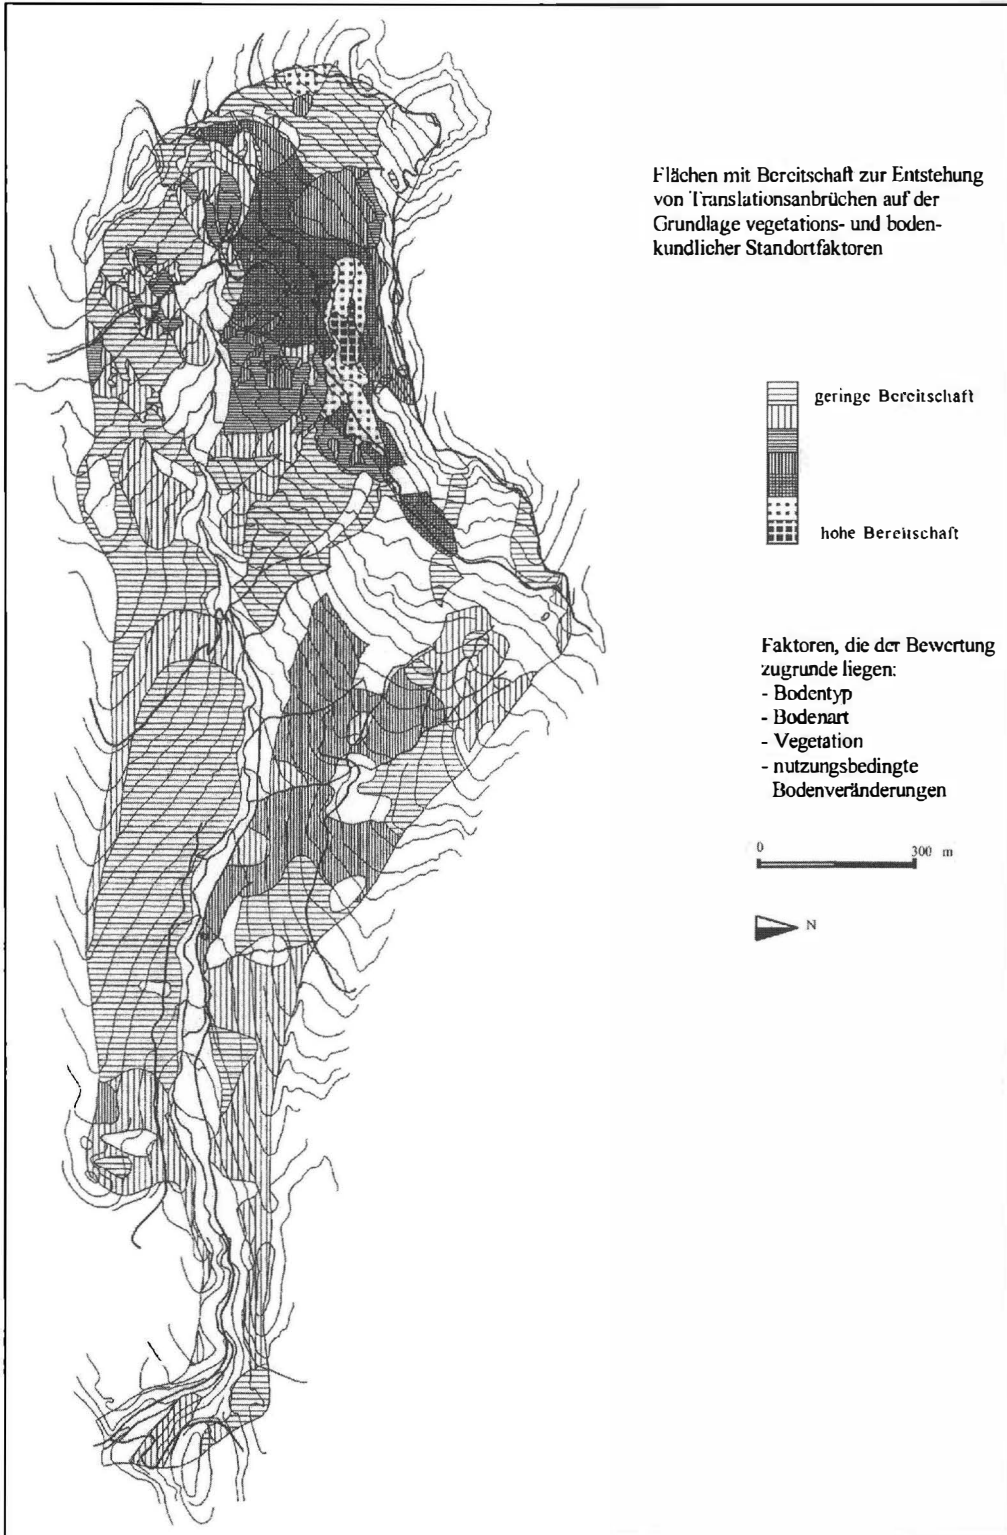 Flächen mit Bereitschaft zur Entstehung
von Translationsanbrüchen auf der
Grundlage vegetations- und boden-
kundlicher Standortfaktoren
geringe Bereitschaft
hohe Bereitschaft
Faktoren, die der Bewertung
zugrunde liegen:
- Bodentyp
- Bodenart
- Vegetation
- nutzungsbedingte
Bodenveränderungen
0 300 m
N